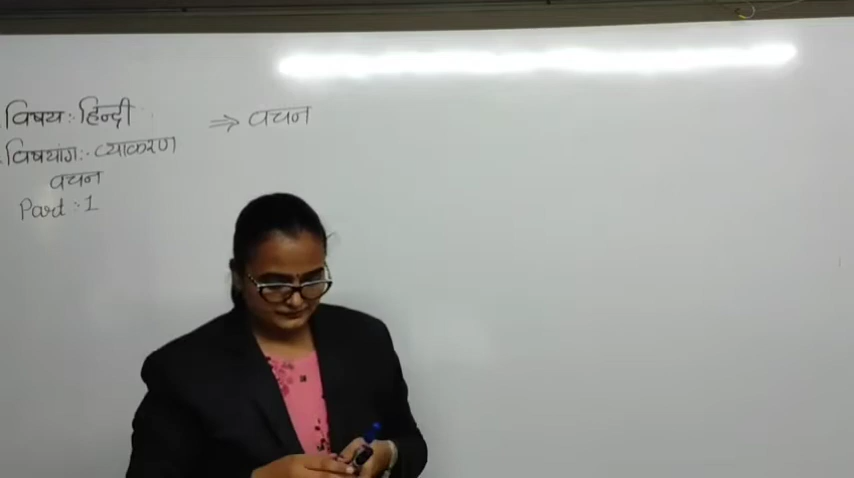 विषय :- हिन्दी
विषयांग :- व्याकरण
वचन
Part :- 1
⇒ वचन